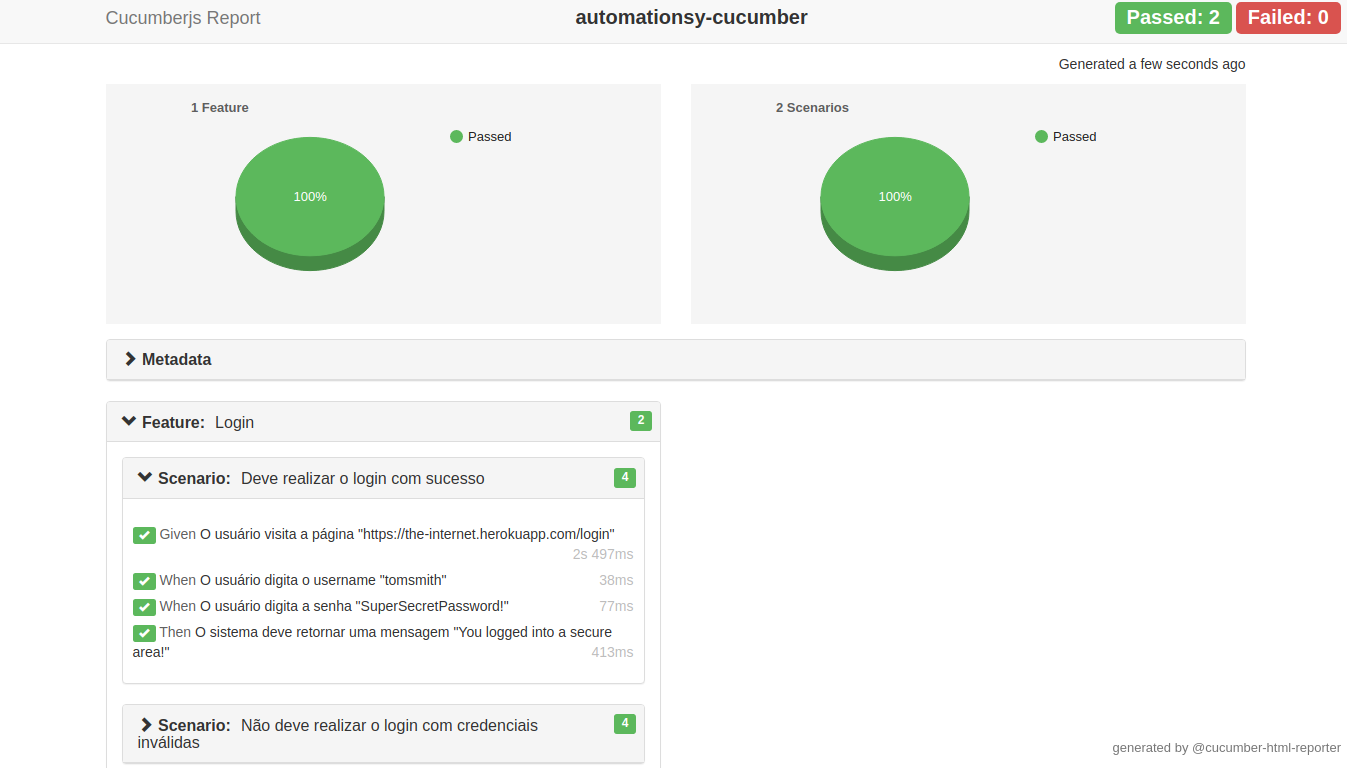 Cucumberjs Report
automationsy-cucumber
Passed: 2
Failed: 0
Generated a few seconds ago
1 Feature
Passed
100%
2 Scenarios
Passed
100%
Metadata
Feature: Login
2
Scenario: Deve realizar o login com sucesso
4
Given O usuário visita a página "https://the-internet.herokuapp.com/login"
2s 497ms
When O usuário digita o username "tomsmith"
38ms
When O usuário digita a senha "SuperSecretPassword!"
77ms
Then O sistema deve retornar uma mensagem "You logged into a secure
area!"
413ms
Scenario: Não deve realizar o login com credenciais
4
inválidas
generated by @cucumber-html-reporter